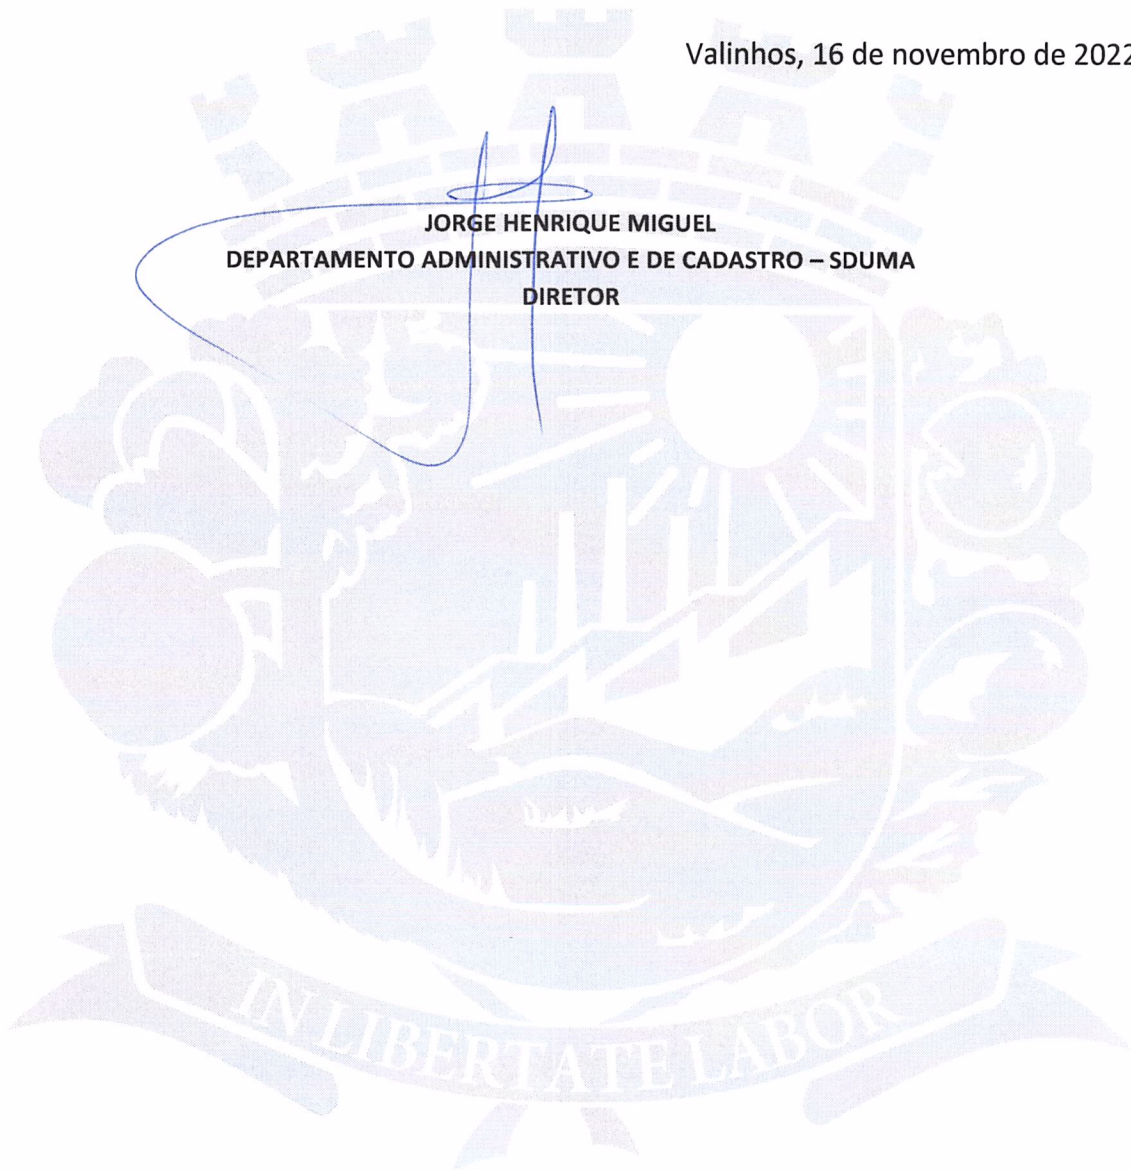 Valinhos, 16 de novembro de 2022
JORGE HENRIQUE MIGUEL
DEPARTAMENTO ADMINISTRATIVO E DE CADASTRO – SDUMA
DIRETOR
IN LIBERTATE LABOR